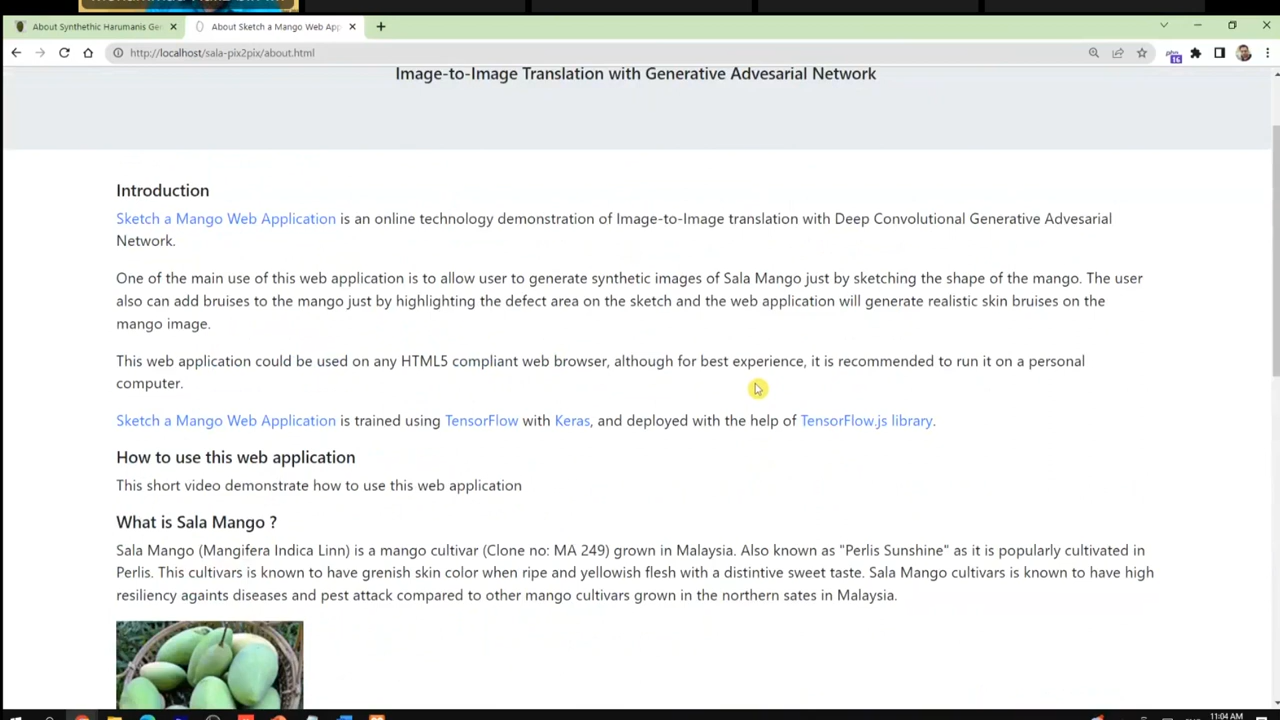 About Synthethic Harumanis Ge
About Sketch a Mango Web App
http://localhost/sala-pix2pix/about.html
Image-to-Image Translation with Generative Advesarial Network
Introduction
Sketch a Mango Web Application is an online technology demonstration of Image-to-Image translation with Deep Convolutional Generative Advesarial
Network.
One of the main use of this web application is to allow user to generate synthetic images of Sala Mango just by sketching the shape of the mango. The user
also can add bruises to the mango just by highlighting the defect area on the sketch and the web application will generate realistic skin bruises on the
mango image.
This web application could be used on any HTML5 compliant web browser, although for best experience, it is recommended to run it on a personal
computer.
Sketch a Mango Web Application is trained using TensorFlow with Keras, and deployed with the help of TensorFlow.js library.
How to use this web application
This short video demonstrate how to use this web application
What is Sala Mango ?
Sala Mango (Mangifera Indica Linn) is a mango cultivar (Clone no: MA 249) grown in Malaysia. Also known as "Perlis Sunshine" as it is popularly cultivated in
Perlis. This cultivars is known to have grenish skin color when ripe and yellowish flesh with a distintive sweet taste. Sala Mango cultivars is known to have high
resiliency againts diseases and pest attack compared to other mango cultivars grown in the northern sates in Malaysia.
11:04 AM